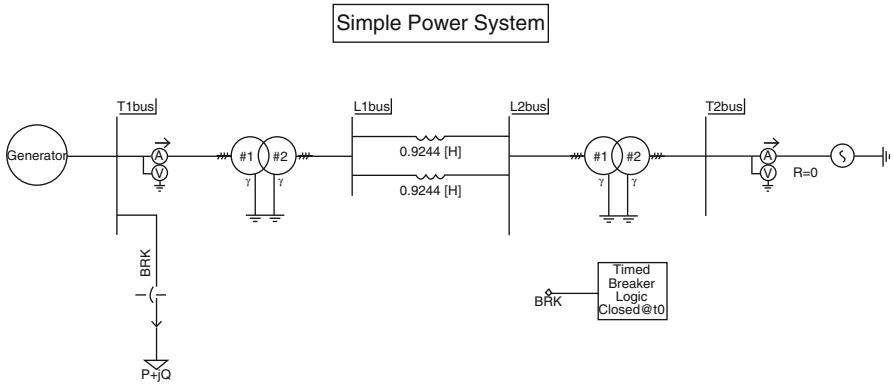 Simple Power System
T1bus
L1bus
L2bus
T2bus
Generator
A
V
#1 #2
0.9244 [H]
0.9244 [H]
#1 #2
A
V
R=0
BRK
P+jQ
BRK
Timed
Breaker
Logic
Closed@t0